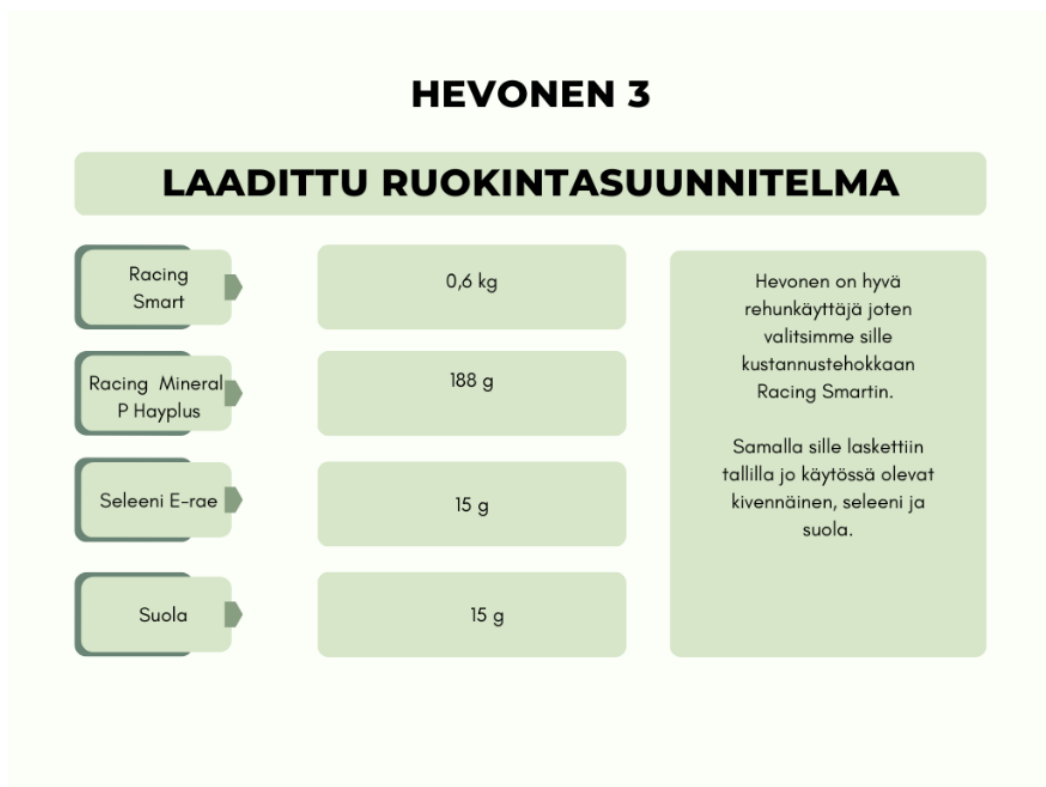 HEVONEN 3
LAADITTU RUOKINTASUUNNITELMA
Racing
Smart
0,6 kg
Racing Mineral
P Hayplus
188 g
Seleeni E-rae
15 g
Suola
15 g
Hevonen on hyvä
rehunkäyttäjä joten
valitsimme sille
kustannustehokkaan
Racing Smartin.
Samalla sille laskettiin
tallilla jo käytössä olevat
kivennäinen, seleeni ja
suola.